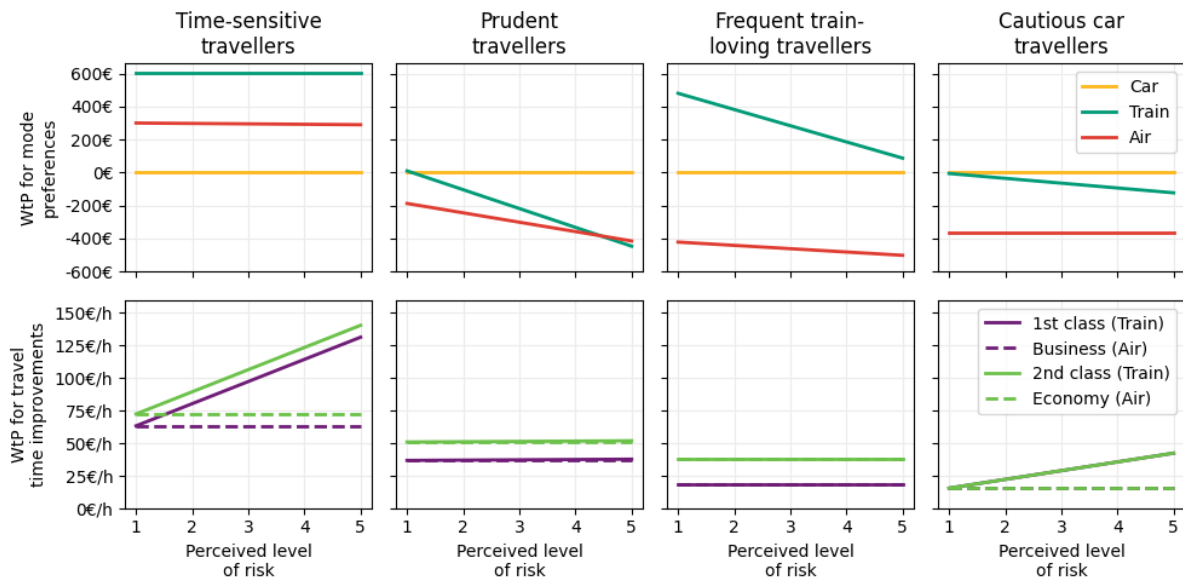 Time-sensitive
travellers
Prudent
travellers
Frequent train-
loving travellers
Cautious car
travellers
WtP for mode
preferences
600€
400€
200€
0€
-200€
-400€
-600€
Car
Train
Air
WtP for travel
time improvements
150€/h
125€/h
100€/h
75€/h
50€/h
25€/h
0€/h
1st class (Train)
Business (Air)
2nd class (Train)
Economy (Air)
1 2 3 4 5
1 2 3 4 5
1 2 3 4 5
1 2 3 4 5
Perceived level
of risk
Perceived level
of risk
Perceived level
of risk
Perceived level
of risk